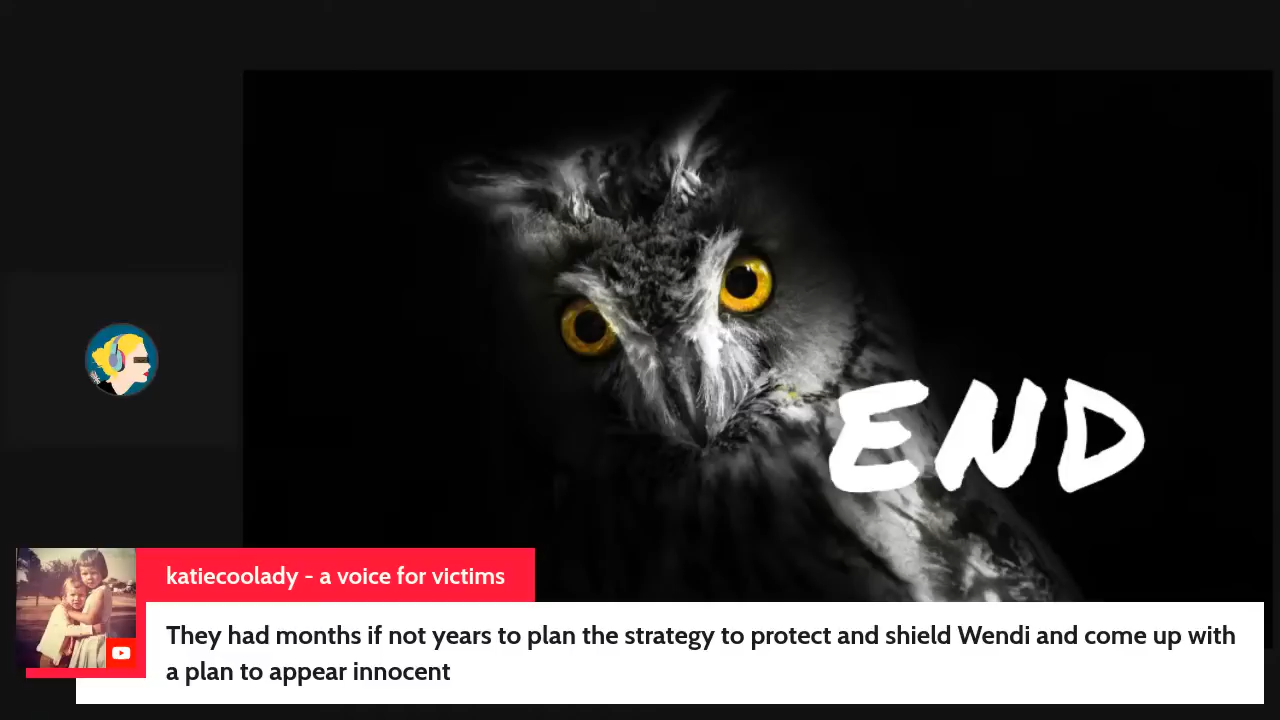 END
katiecoolady - a voice for victims
They had months if not years to plan the strategy to protect and shield Wendi and come up with
a plan to appear innocent